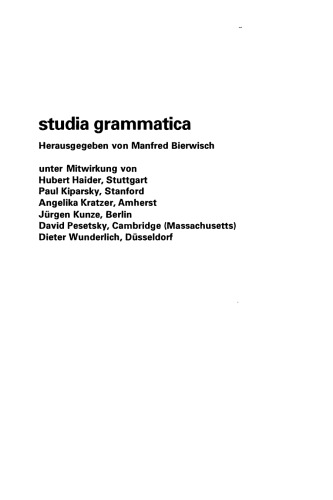 studia grammatica
Herausgegeben von Manfred Bierwisch
unter Mitwirkung von
Hubert Haider, Stuttgart
Paul Kiparsky, Stanford
Angelika Kratzer, Amherst
Jürgen Kunze, Berlin
David Pesetsky, Cambridge (Massachusetts)
Dieter Wunderlich, Düsseldorf